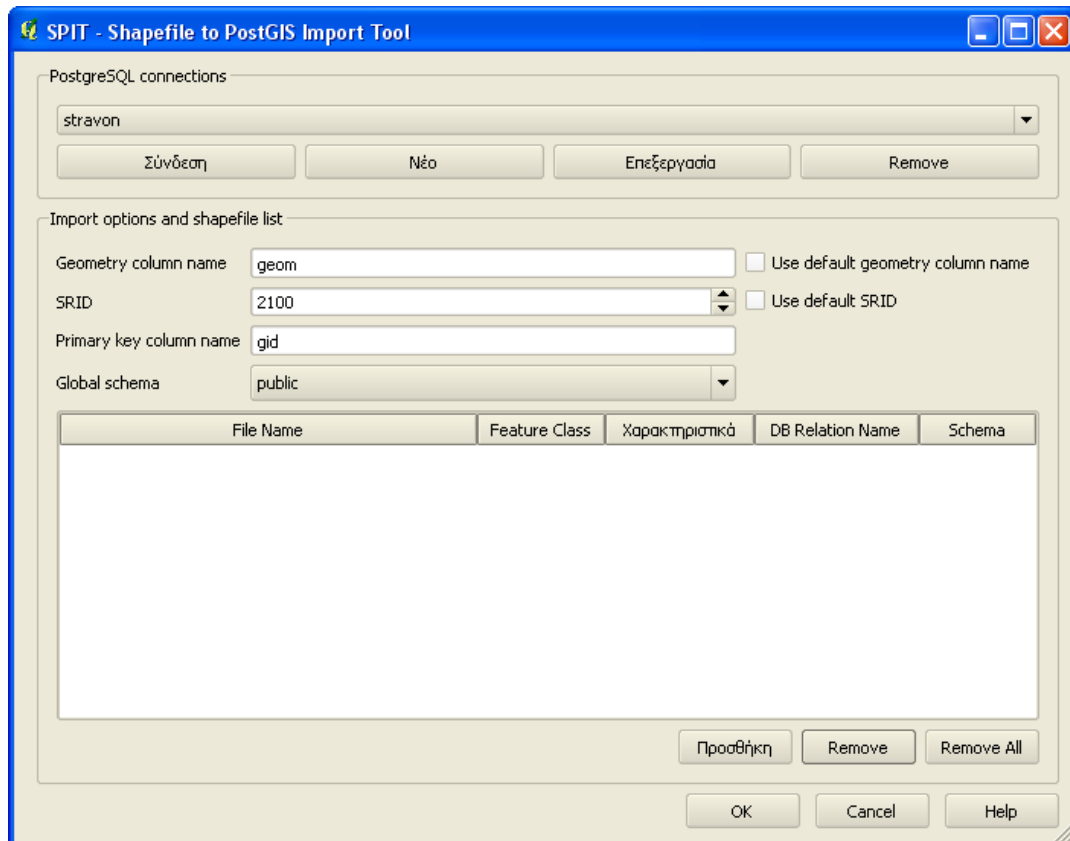 SPIT - Shapefile to PostGIS Import Tool
PostgreSQL connections
stravon
Σύνδεση Νέο Επεξεργασία Remove
Import options and shapefile list
Geometry column name geom Use default geometry column name
SRID 2100 Use default SRID
Primary key column name gid
Global schema public
File Name Feature Class Χαρακτηριστικά DB Relation Name Schema
Προσθήκη Remove Remove All
OK Cancel Help